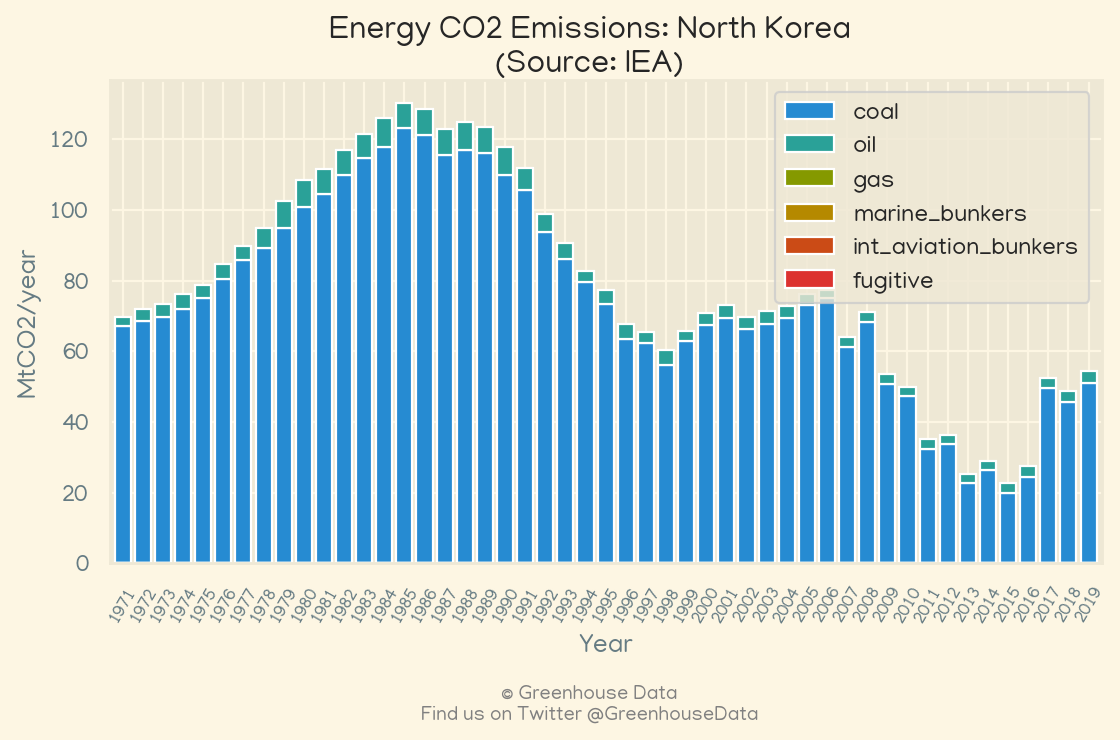 Energy CO2 Emissions: North Korea
(Source: IEA)
coal
oil
gas
marine_bunkers
int_aviation_bunkers
fugitive
MtCO2/year
120
100
80
60
40
20
0
1971 1972 1973 1974 1975 1976 1977 1978 1979 1980 1981 1982 1983 1984 1985 1986 1987 1988 1989 1990 1991 1992 1993 1994 1995 1996 1997 1998 1999 2000 2001 2002 2003 2004 2005 2006 2007 2008 2009 2010 2011 2012 2013 2014 2015 2016 2017 2018 2019
Year
© Greenhouse Data
Find us on Twitter @GreenhouseData